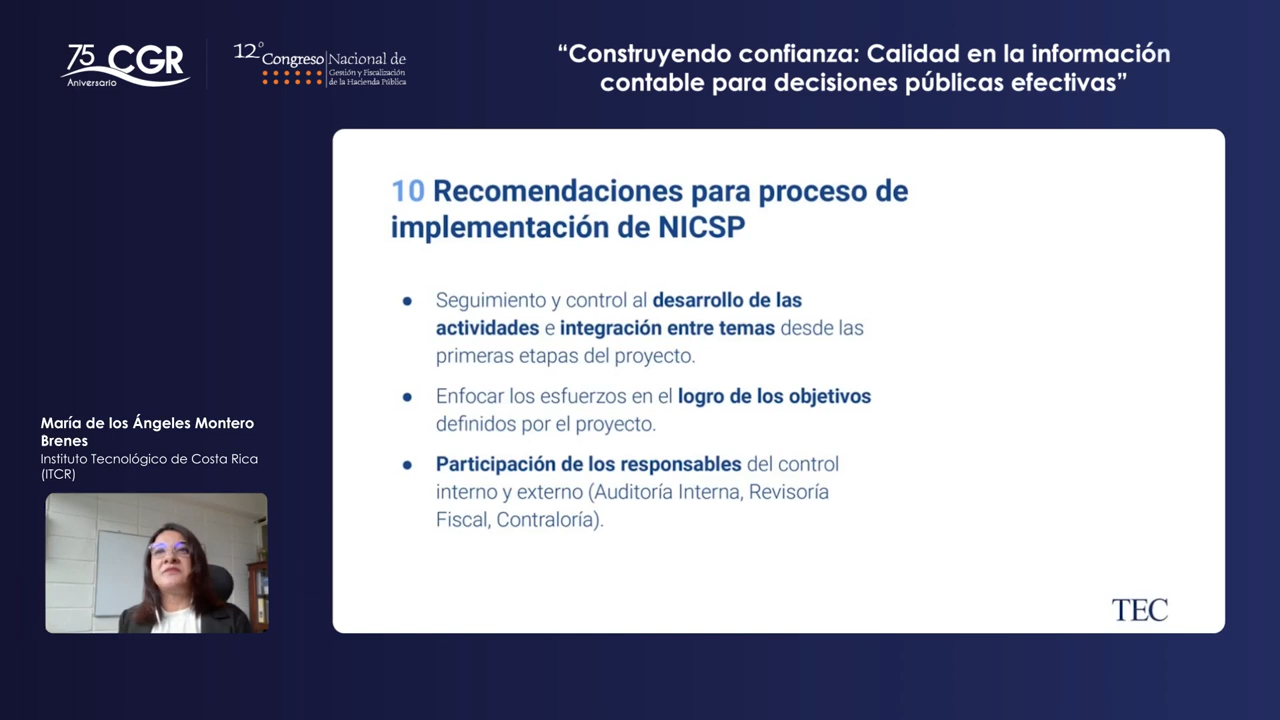 75 CGR
Aniversario
12° Congreso Nacional de
Gestión y Fiscalización
de la Hacienda Pública
“Construyendo confianza: Calidad en la información
contable para decisiones públicas efectivas”
10 Recomendaciones para proceso de
implementación de NICSP
● Seguimiento y control al desarrollo de las
actividades e integración entre temas desde las
primeras etapas del proyecto.
● Enfocar los esfuerzos en el logro de los objetivos
definidos por el proyecto.
● Participación de los responsables del control
interno y externo (Auditoría Interna, Revisoría
Fiscal, Contraloría).
TEC
María de los Ángeles Montero
Brenes
Instituto Tecnológico de Costa Rica
(ITCR)